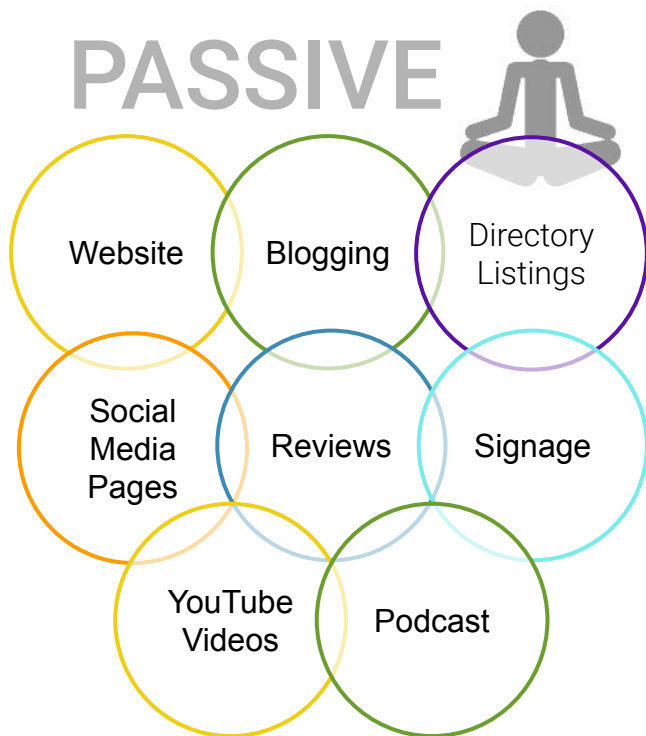 PASSIVE
Website
Blogging
Directory
Listings
Social
Media
Pages
Reviews
Signage
YouTube
Videos
Podcast